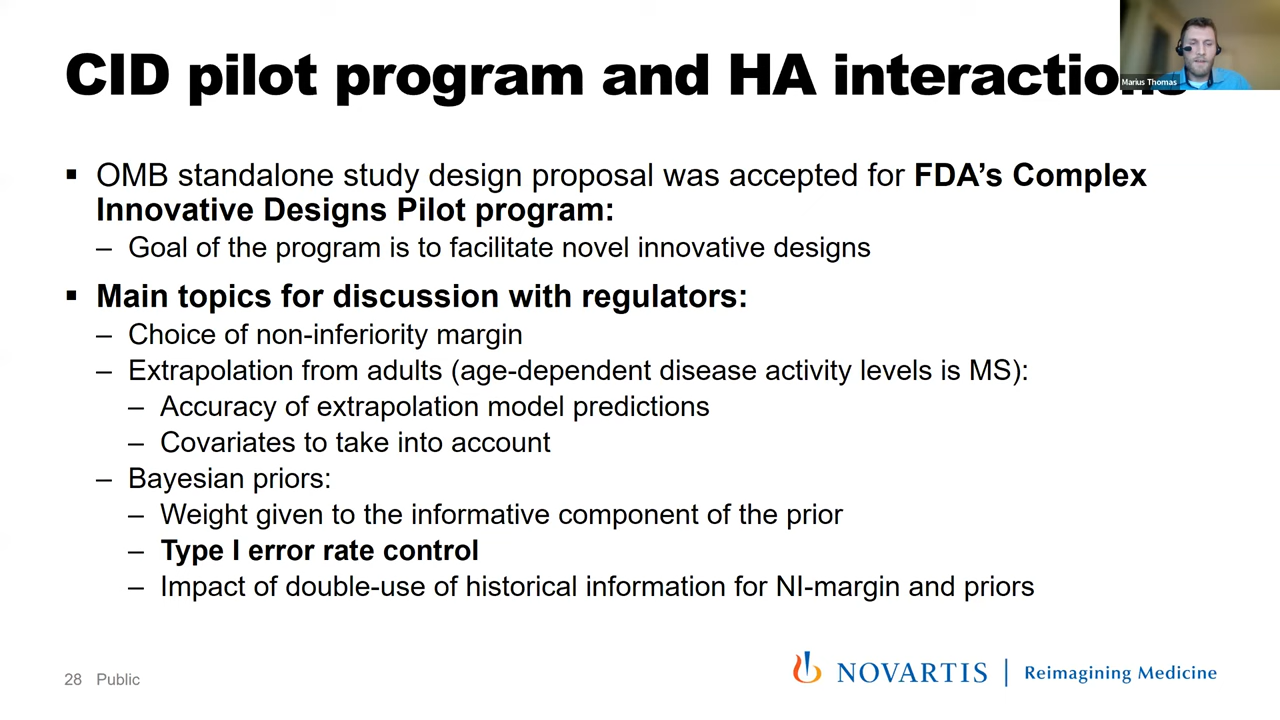 CID pilot program and HA interactions
Marius Thomas
▪ OMB standalone study design proposal was accepted for FDA’s Complex
Innovative Designs Pilot program:
– Goal of the program is to facilitate novel innovative designs
▪ Main topics for discussion with regulators:
– Choice of non-inferiority margin
– Extrapolation from adults (age-dependent disease activity levels is MS):
– Accuracy of extrapolation model predictions
– Covariates to take into account
– Bayesian priors:
– Weight given to the informative component of the prior
– Type I error rate control
– Impact of double-use of historical information for NI-margin and priors
28 Public
NOVARTIS | Reimagining Medicine